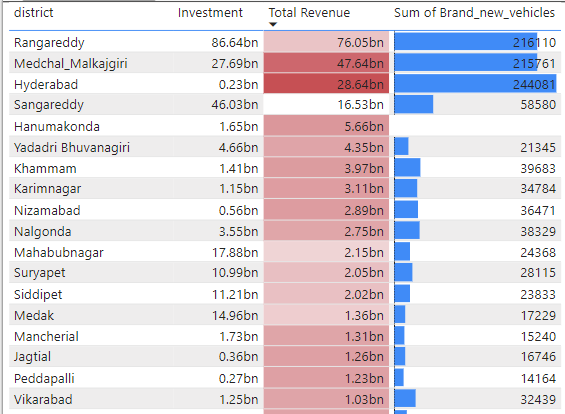 district Investment Total Revenue Sum of Brand_new_vehicles
Rangareddy 86.64bn 76.05bn 216110
Medchal_Malkajgiri 27.69bn 47.64bn 215761
Hyderabad 0.23bn 28.64bn 244081
Sangareddy 46.03bn 16.53bn 58580
Hanumakonda 1.65bn 5.66bn
Yadadri Bhuvanagiri 4.66bn 4.35bn 21345
Khammam 1.41bn 3.97bn 39683
Karimnagar 1.15bn 3.11bn 34784
Nizamabad 0.56bn 2.89bn 36471
Nalgonda 3.55bn 2.75bn 38329
Mahabubnagar 17.88bn 2.15bn 24368
Suryapet 10.99bn 2.05bn 28115
Siddipet 11.21bn 2.02bn 23833
Medak 14.96bn 1.36bn 17229
Mancherial 1.73bn 1.31bn 15240
Jagtial 0.36bn 1.26bn 16746
Peddapalli 0.27bn 1.23bn 14164
Vikarabad 1.25bn 1.03bn 32439